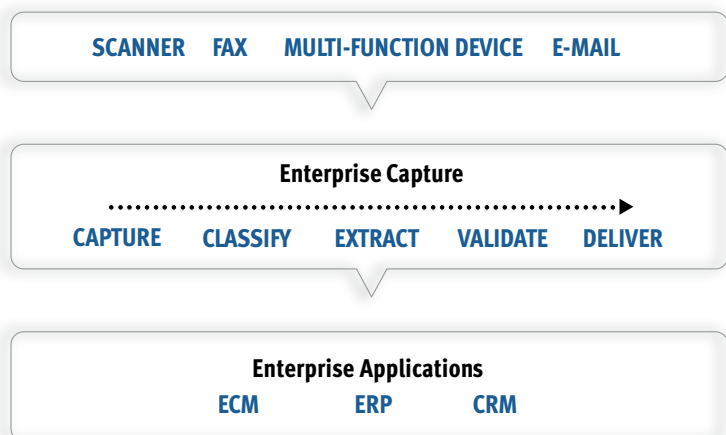 SCANNER FAX MULTI-FUNCTION DEVICE E-MAIL
Enterprise Capture
CAPTURE CLASSIFY EXTRACT VALIDATE DELIVER
Enterprise Applications
ECM ERP CRM